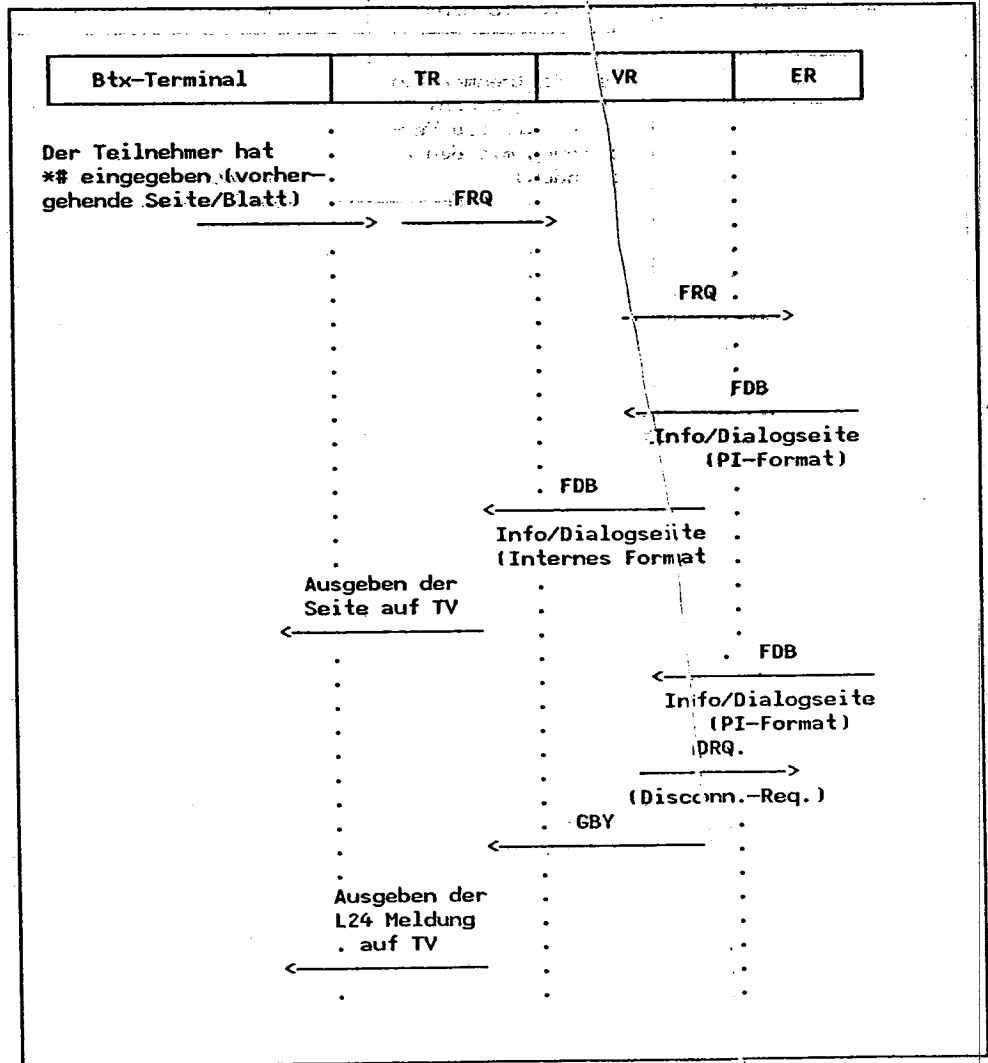 Btx-Terminal TR VR ER
Der Teilnehmer hat
*# eingegeben (vorher-
gehende Seite/Blatt)
FRQ
FRQ
FDB
Info/Dialogseite
(PI-Format)
FDB
Info/Dialogseite
(Internes Format
Ausgeben der
Seite auf TV
FDB
Info/Dialogseite
(PI-Format)
DRQ.
(Disconn.-Req.)
GBY
Ausgeben der
L24 Meldung
auf TV